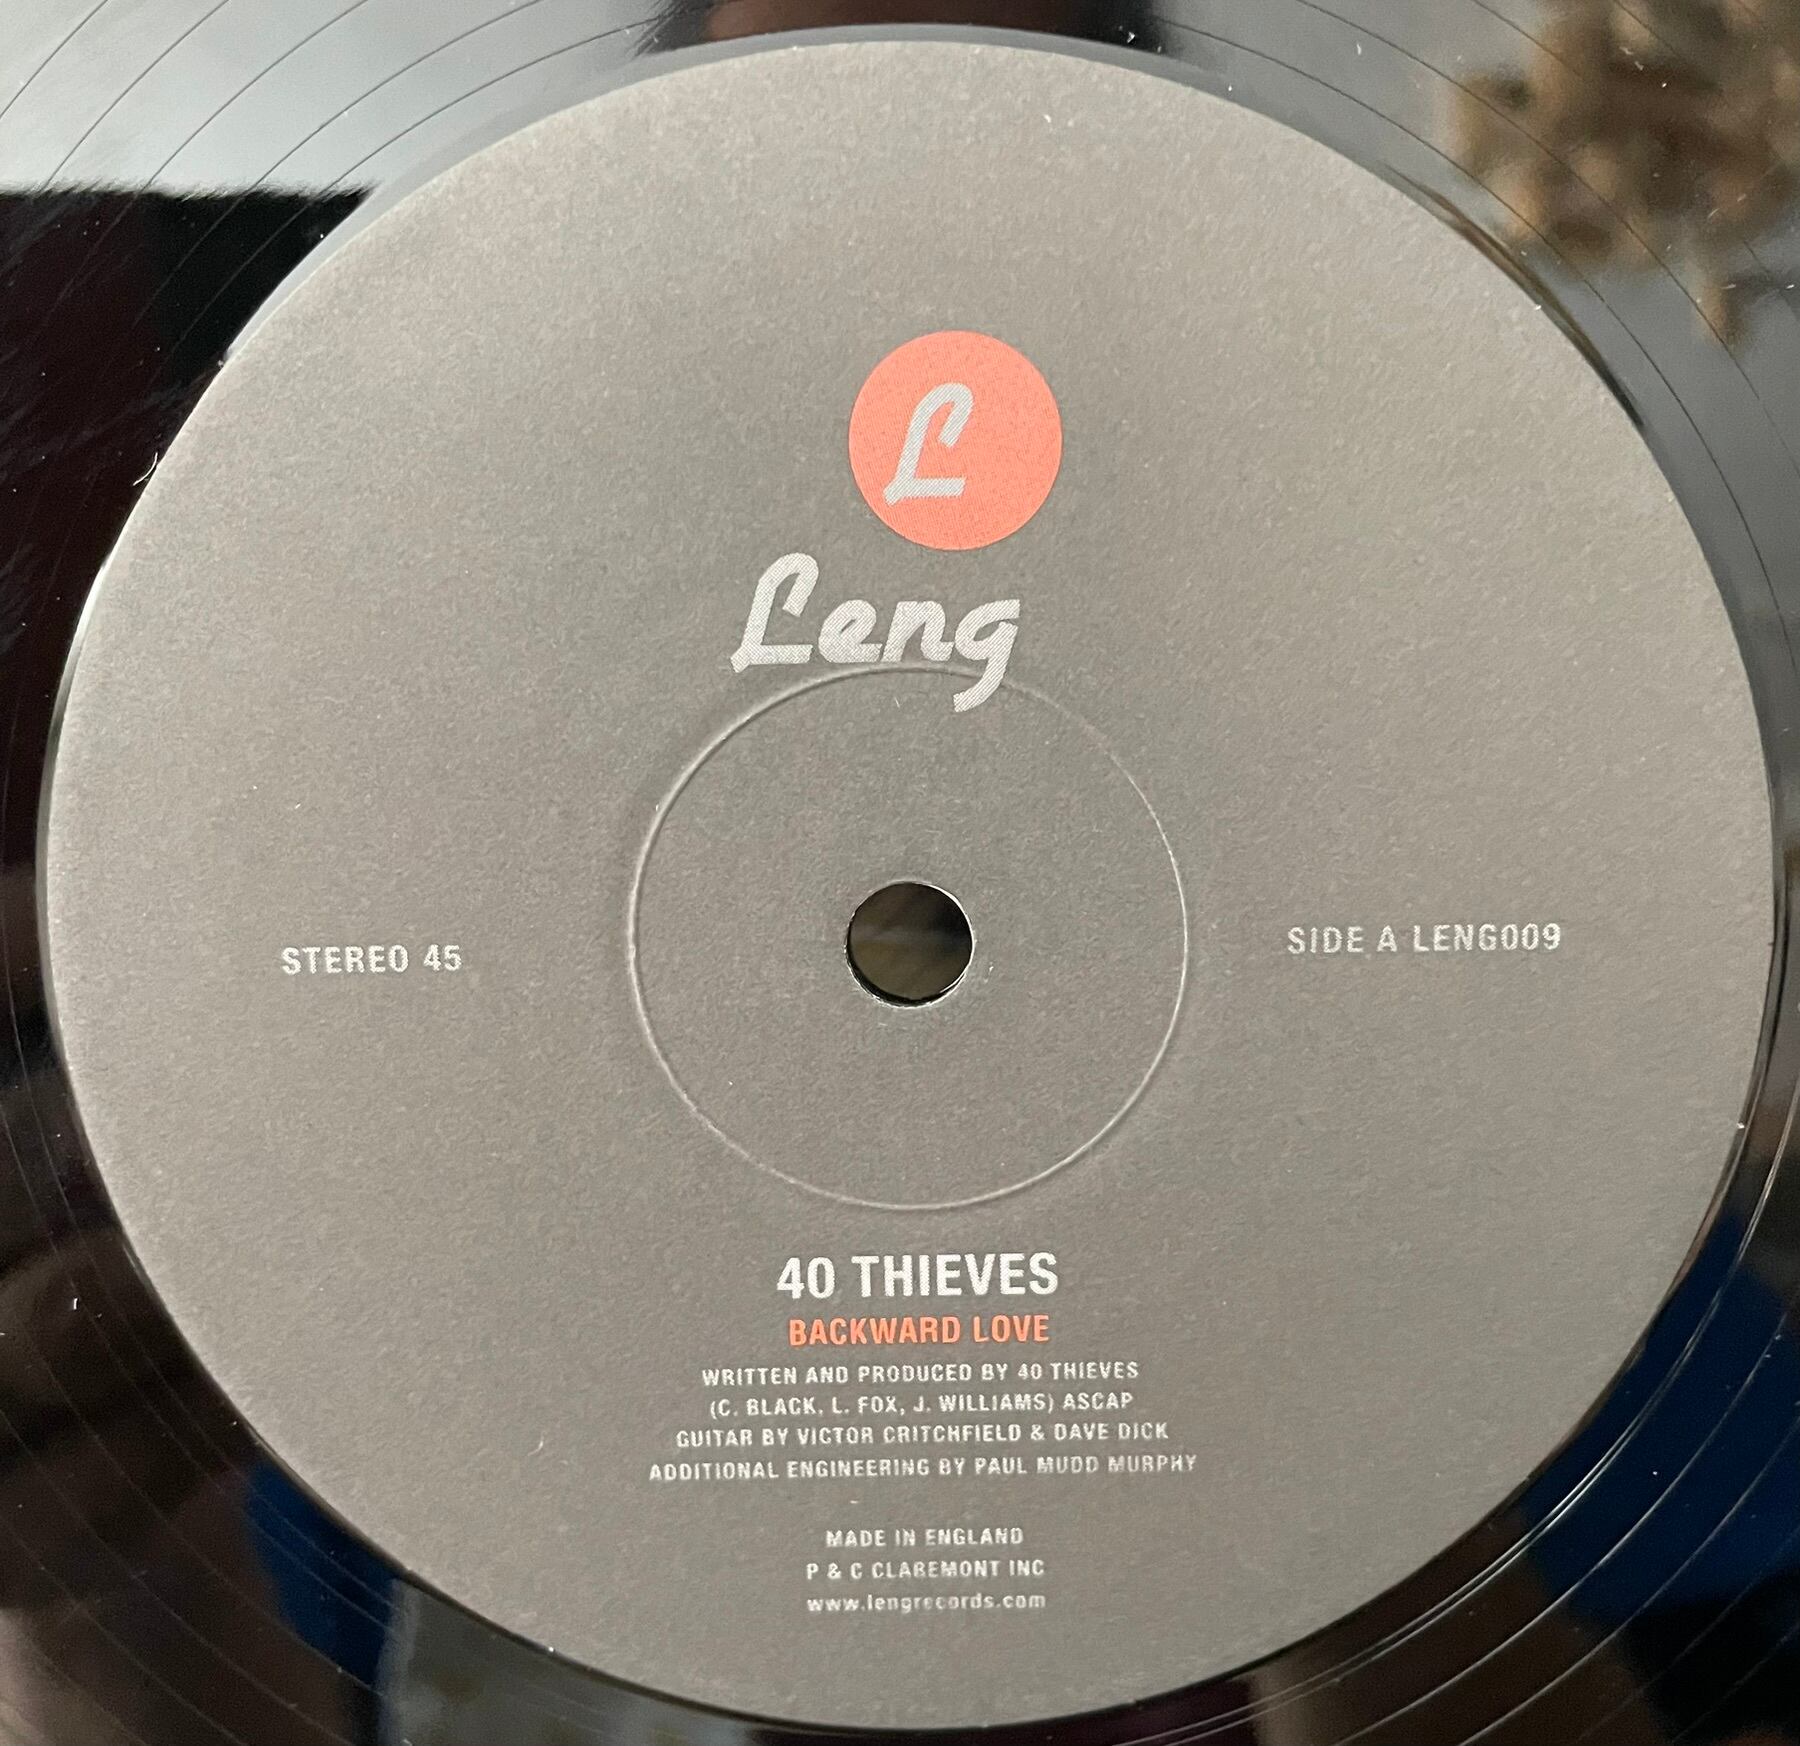 L
Leng
STEREO 45
SIDE A LENG009
40 THIEVES
BACKWARD LOVE
WRITTEN AND PRODUCED BY 40 THIEVES
(C. BLACK, L. FOX, J. WILLIAMS) ASCAP
GUITAR BY VICTOR CRITCHFIELD & DAVE DICK
ADDITIONAL ENGINEERING BY PAUL MUDD MURPHY
MADE IN ENGLAND
P & C CLAREMONT INC
www.lengrecords.com